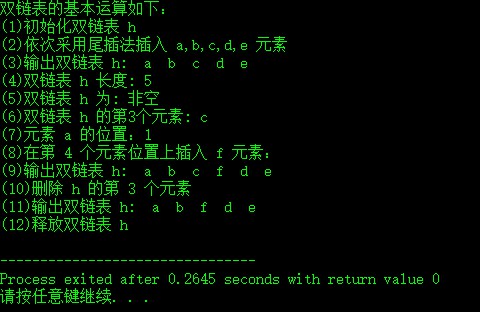 双链表的基本运算如下:
(1)初始化双链表 h
(2)依次采用尾插法插入 a,b,c,d,e 元素
(3)输出双链表 h:  a  b  c  d  e
(4)双链表 h 长度: 5
(5)双链表 h 为: 非空
(6)双链表 h 的第3个元素: c
(7)元素 a 的位置: 1
(8)在第 4 个元素位置上插入 f 元素:
(9)输出双链表 h:  a  b  c  f  d  e
(10)删除 h 的第 3 个元素
(11)输出双链表 h:  a  b  f  d  e
(12)释放双链表 h
--------------------------------
Process exited after 0.2645 seconds with return value 0
请按任意键继续. . .